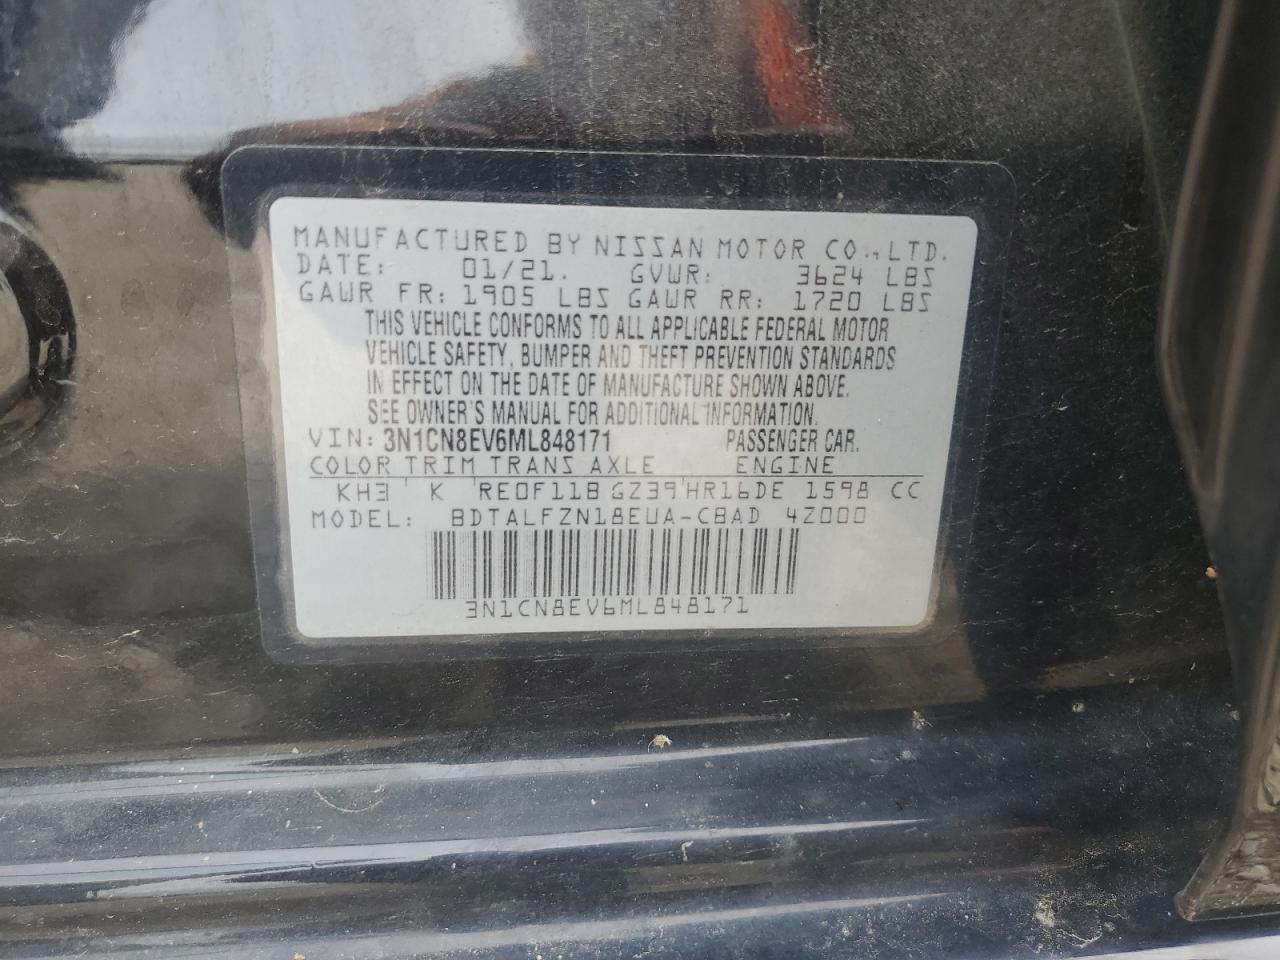 MANUFACTURED BY NISSAN MOTOR CO., LTD.
DATE: 01/21. GVWR: 3624 LBS
GAWR FR: 1905 LBS GAWR RR: 1720 LBS
THIS VEHICLE CONFORMS TO ALL APPLICABLE FEDERAL MOTOR
VEHICLE SAFETY, BUMPER AND THEFT PREVENTION STANDARDS
IN EFFECT ON THE DATE OF MANUFACTURE SHOWN ABOVE.
SEE OWNER'S MANUAL FOR ADDITIONAL INFORMATION.
VIN: 3N1CN8EV6ML848171 PASSENGER CAR.
COLOR TRIM TRANS AXLE ENGINE
KH3 K RE0F11B GZ39 HR16DE 1598 CC
MODEL: BDTALFZN18EUA-CBAD 4Z000
3N1CN8EV6ML848171